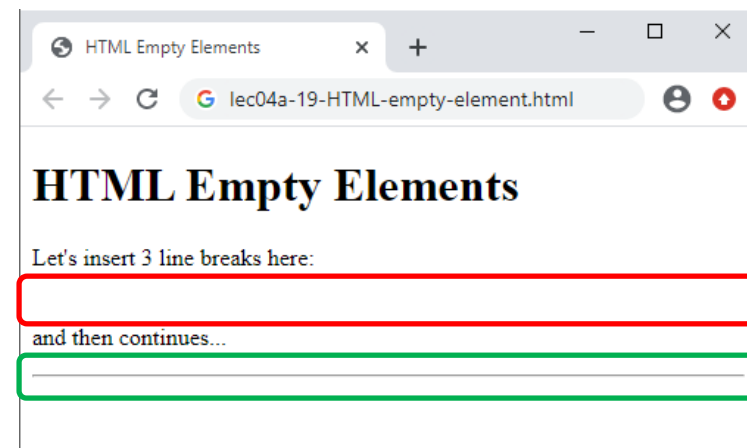 HTML Empty Elements
lec04a-19-HTML-empty-element.html
HTML Empty Elements
Let's insert 3 line breaks here:
and then continues...